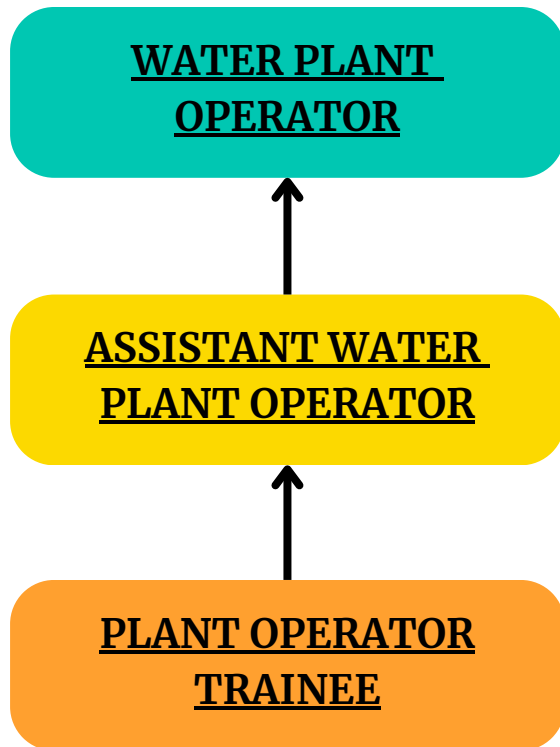 WATER PLANT
OPERATOR
ASSISTANT WATER
PLANT OPERATOR
PLANT OPERATOR
TRAINEE